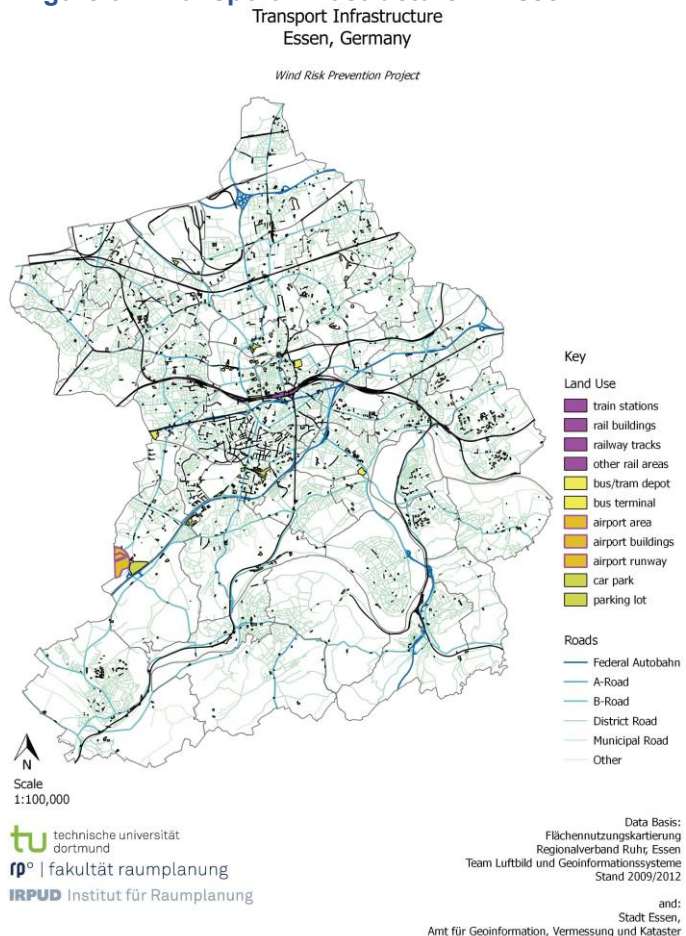 Transport Infrastructure
Essen, Germany
Wind Risk Prevention Project
Key
Land Use
train stations
rail buildings
railway tracks
other rail areas
bus/tram depot
bus terminal
airport area
airport buildings
airport runway
car park
parking lot
Roads
Federal Autobahn
A-Road
B-Road
District Road
Municipal Road
Other
N
Scale
1:100,000
tu technische universität
dortmund
rp° | fakultät raumplanung
IRPUD Institut für Raumplanung
Data Basis:
Flächennutzungskartierung
Regionalverband Ruhr, Essen
Team Luftbild und Geoinformationssysteme
Stand 2009/2012
and:
Stadt Essen,
Amt für Geoinformation, Vermessung und Kataster